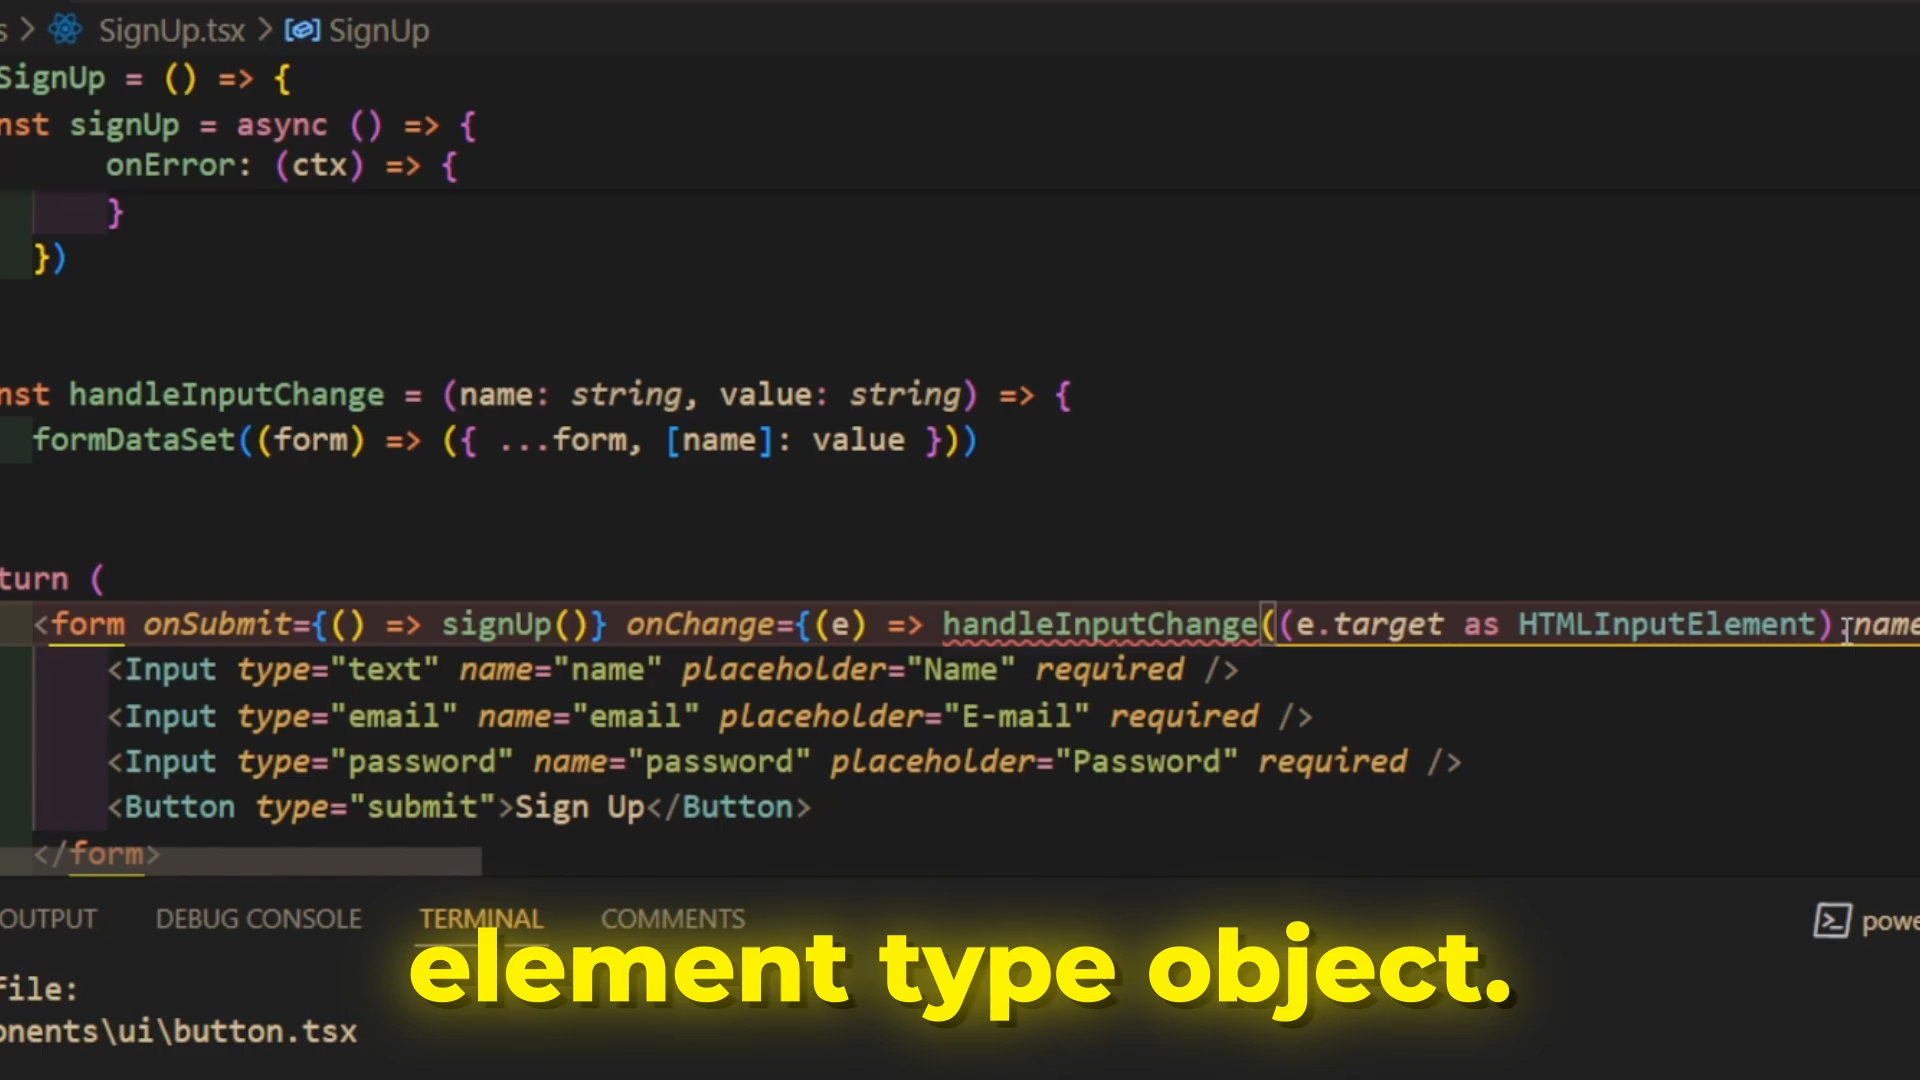 s > SignUp.tsx > SignUp
SignUp = () => {
nst signUp = async () => {
onError: (ctx) => {
}
})
nst handleInputChange = (name: string, value: string) => {
formDataSet((form) => ({ ...form, [name]: value }))
turn (
<form onSubmit={() => signUp()} onChange={(e) => handleInputChange((e.target as HTMLInputElement).name
<Input type="text" name="name" placeholder="Name" required />
<Input type="email" name="email" placeholder="E-mail" required />
<Input type="password" name="password" placeholder="Password" required />
<Button type="submit">Sign Up</Button>
</form>
OUTPUT DEBUG CONSOLE TERMINAL COMMENTS powe
element type object.
file:
onents\ui\button.tsx